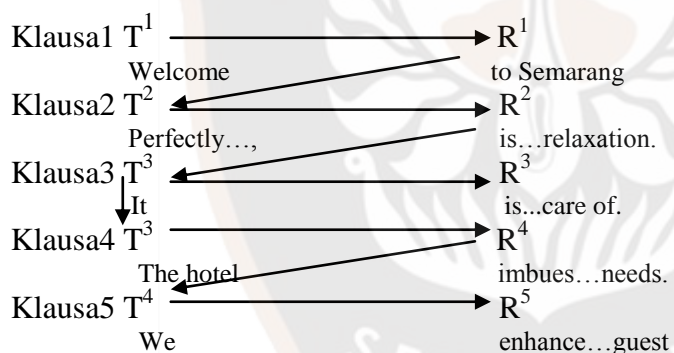 Klausa1 T¹ R¹
Welcome to Semarang
Klausa2 T² R²
Perfectly…, is…relaxation.
Klausa3 T³ R³
It is...care of.
Klausa4 T³ R⁴
The hotel imbues…needs.
Klausa5 T⁴ R⁵
We enhance…guest